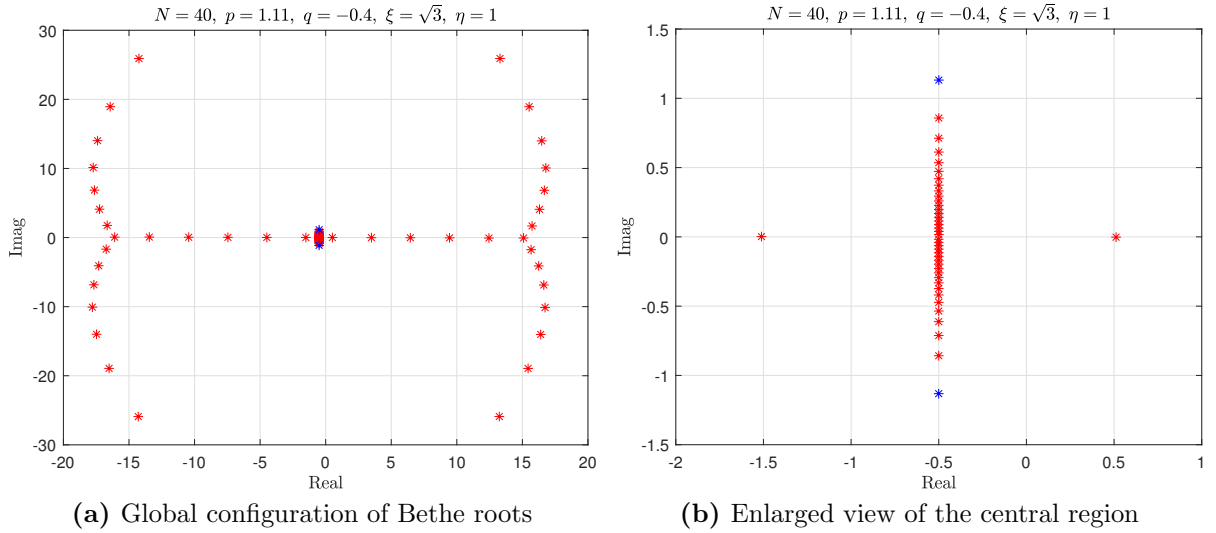 N = 40, p = 1.11, q = −0.4, ξ = √3, η = 1
30
20
10
0
-10
-20
-30
Imag
-20 -15 -10 -5 0 5 10 15 20
Real
(a) Global configuration of Bethe roots
N = 40, p = 1.11, q = −0.4, ξ = √3, η = 1
1.5
1
0.5
0
-0.5
-1
-1.5
Imag
-2 -1.5 -1 -0.5 0 0.5 1
Real
(b) Enlarged view of the central region